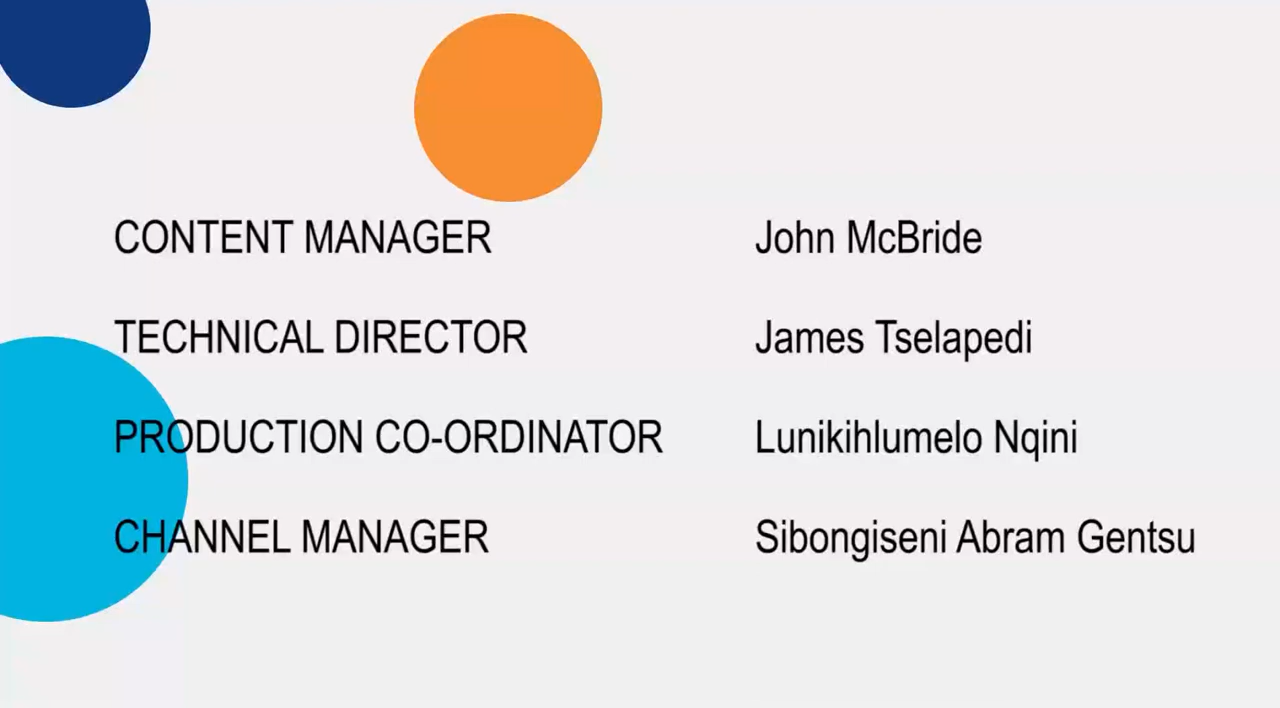 CONTENT MANAGER John McBride
TECHNICAL DIRECTOR James Tselapedi
PRODUCTION CO-ORDINATOR Lunikihlumelo Nqini
CHANNEL MANAGER Sibongiseni Abram Gentsu